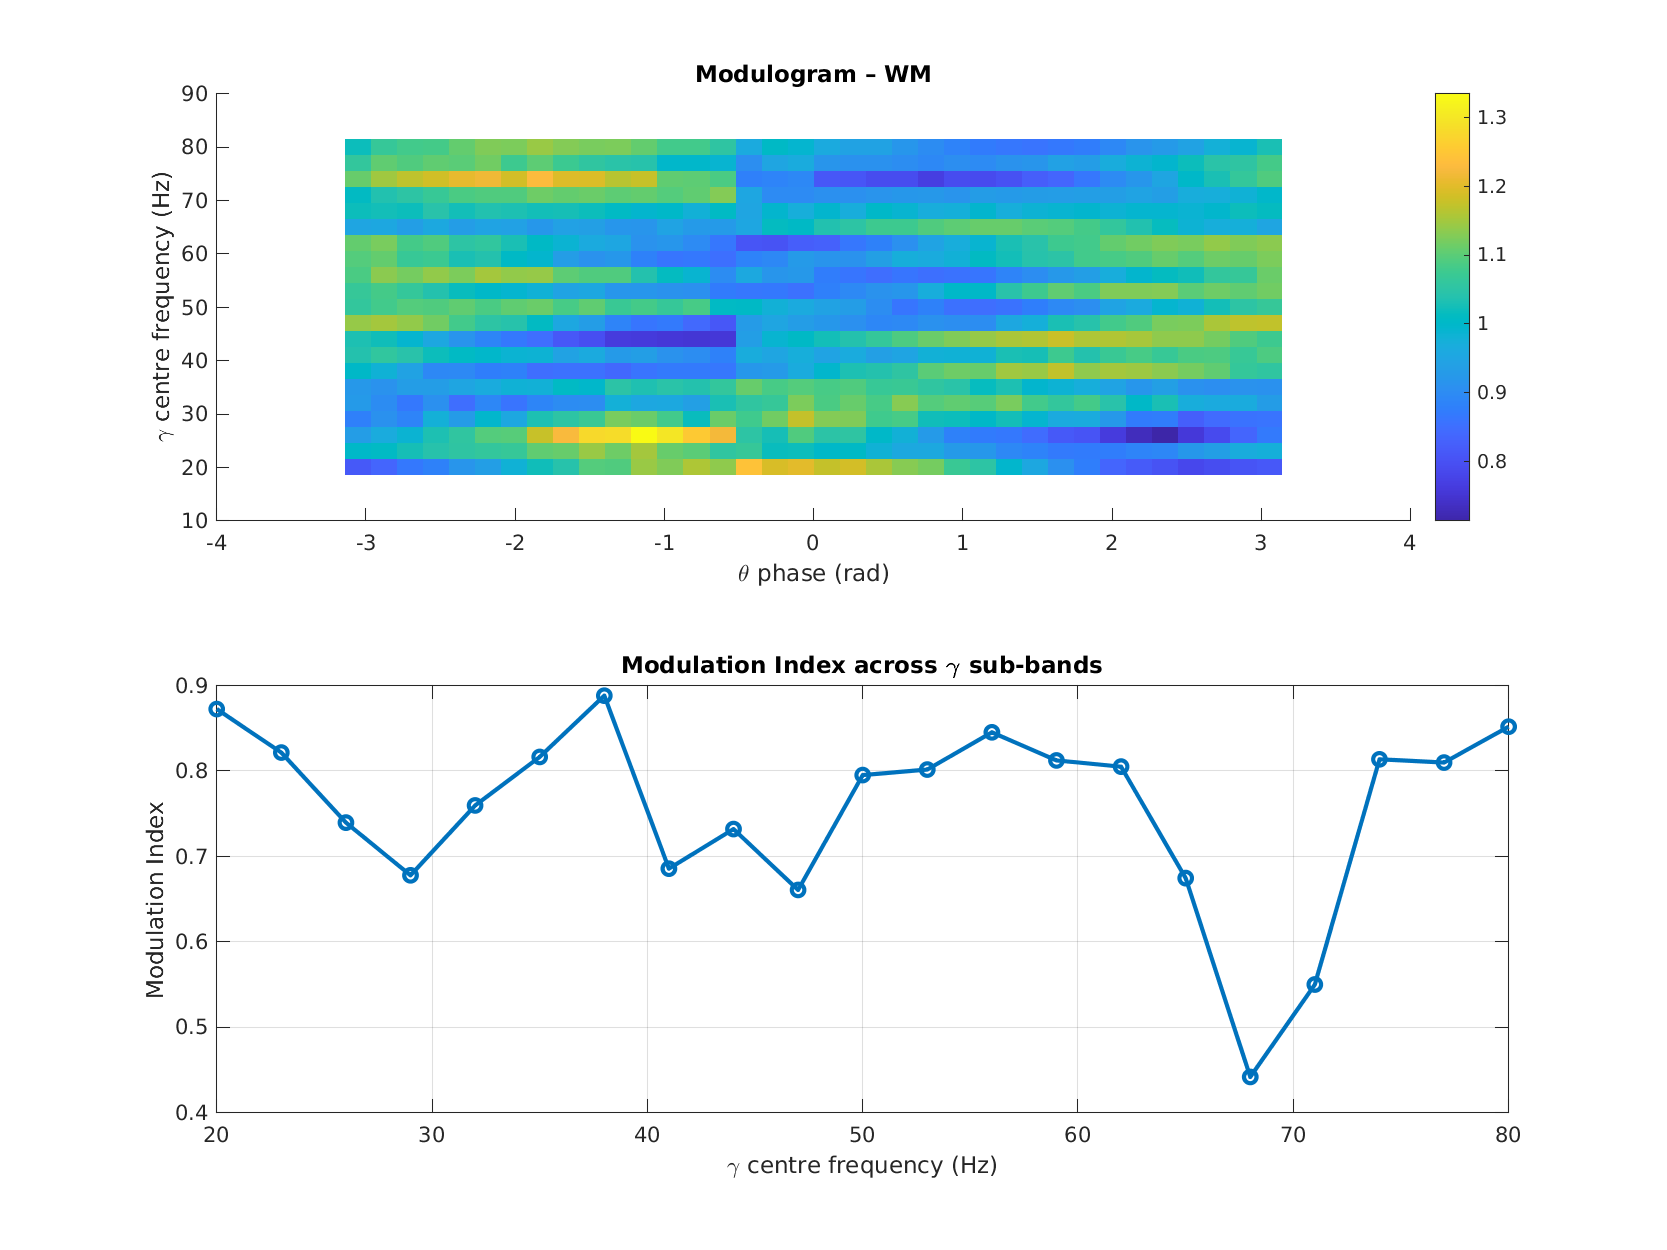 Modulogram – WM
90
80
70
60
50
40
30
20
10
γ centre frequency (Hz)
-4 -3 -2 -1 0 1 2 3 4
θ phase (rad)
1.3
1.2
1.1
1
0.9
0.8
Modulation Index across γ sub-bands
0.9
0.8
0.7
0.6
0.5
0.4
Modulation Index
20 30 40 50 60 70 80
γ centre frequency (Hz)